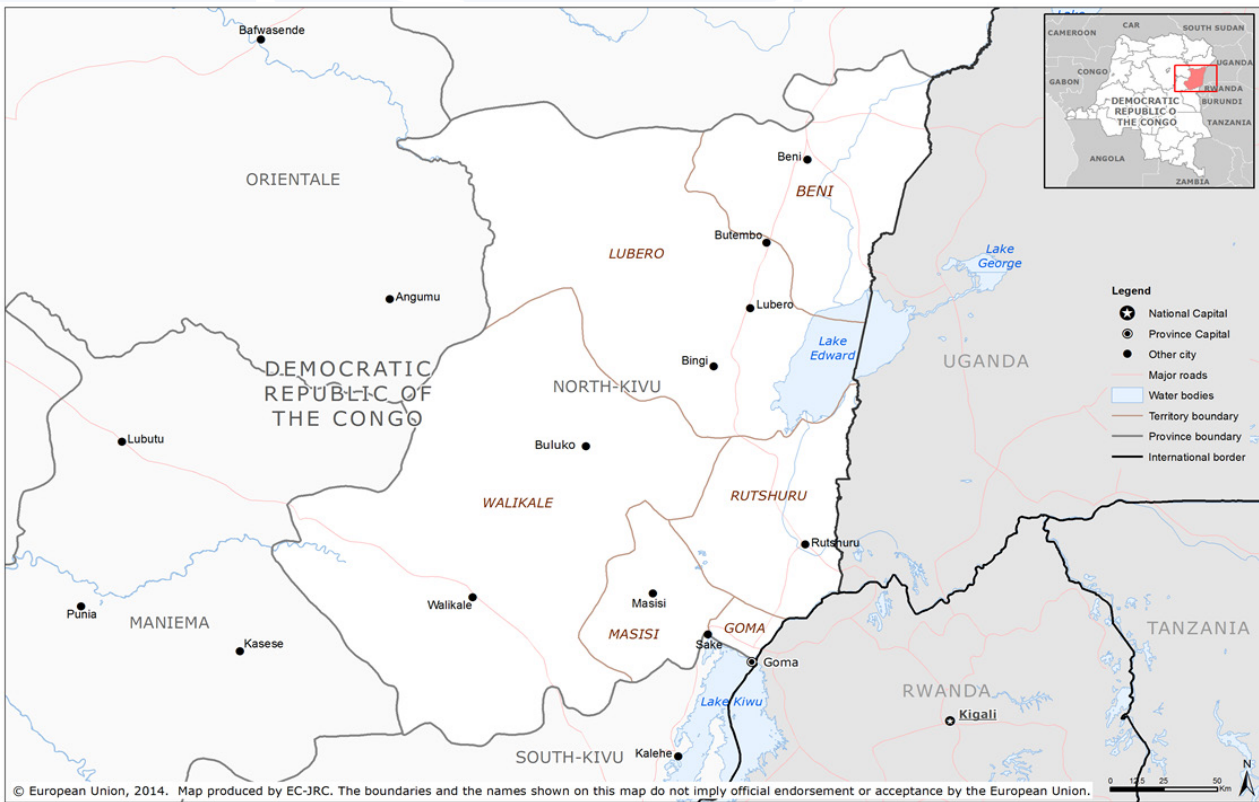 Bafwasende
ORIENTALE
Beni
BENI
Butembo
LUBERO
Lake
George
Angumu
Lubero
Lake
Edward
Bingi
DEMOCRATIC
REPUBLIC OF
THE CONGO
NORTH-KIVU
UGANDA
Lubutu
Buluko
WALIKALE
RUTSHURU
Rutshuru
Walikale
Masisi
MASISI
GOMA
Sake
Goma
Punia
MANIEMA
Kasese
TANZANIA
RWANDA
Kigali
Lake Kiwu
SOUTH-KIVU
Kalehe
Lake
CAR
SOUTH SUDAN
CAMEROON
UGANDA
CONGO
GABON
RWANDA
BURUNDI
DEMOCRATIC
REPUBLIC O
THE CONGO
TANZANIA
ANGOLA
ZAMBIA
Legend
National Capital
Province Capital
Other city
Major roads
Water bodies
Territory boundary
Province boundary
International border
N
0 12.5 25 50
Km
© European Union, 2014. Map produced by EC-JRC. The boundaries and the names shown on this map do not imply official endorsement or acceptance by the European Union.